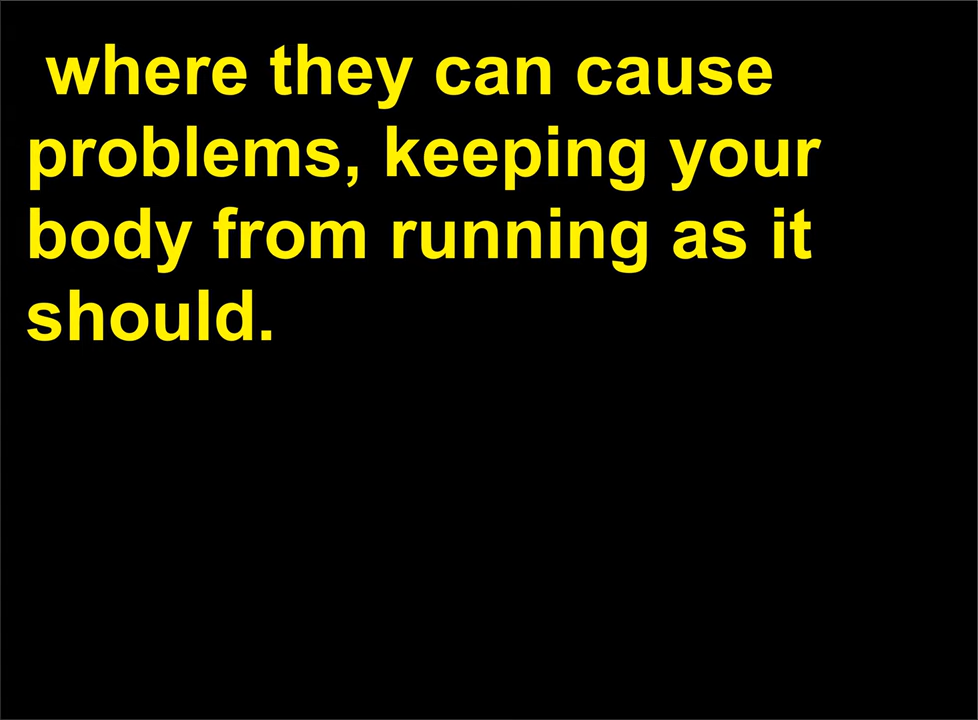 where they can cause
problems, keeping your
body from running as it
should.